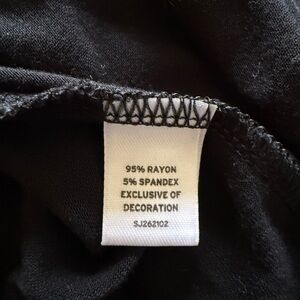 95% RAYON
5% SPANDEX
EXCLUSIVE OF
DECORATION
SJ262102